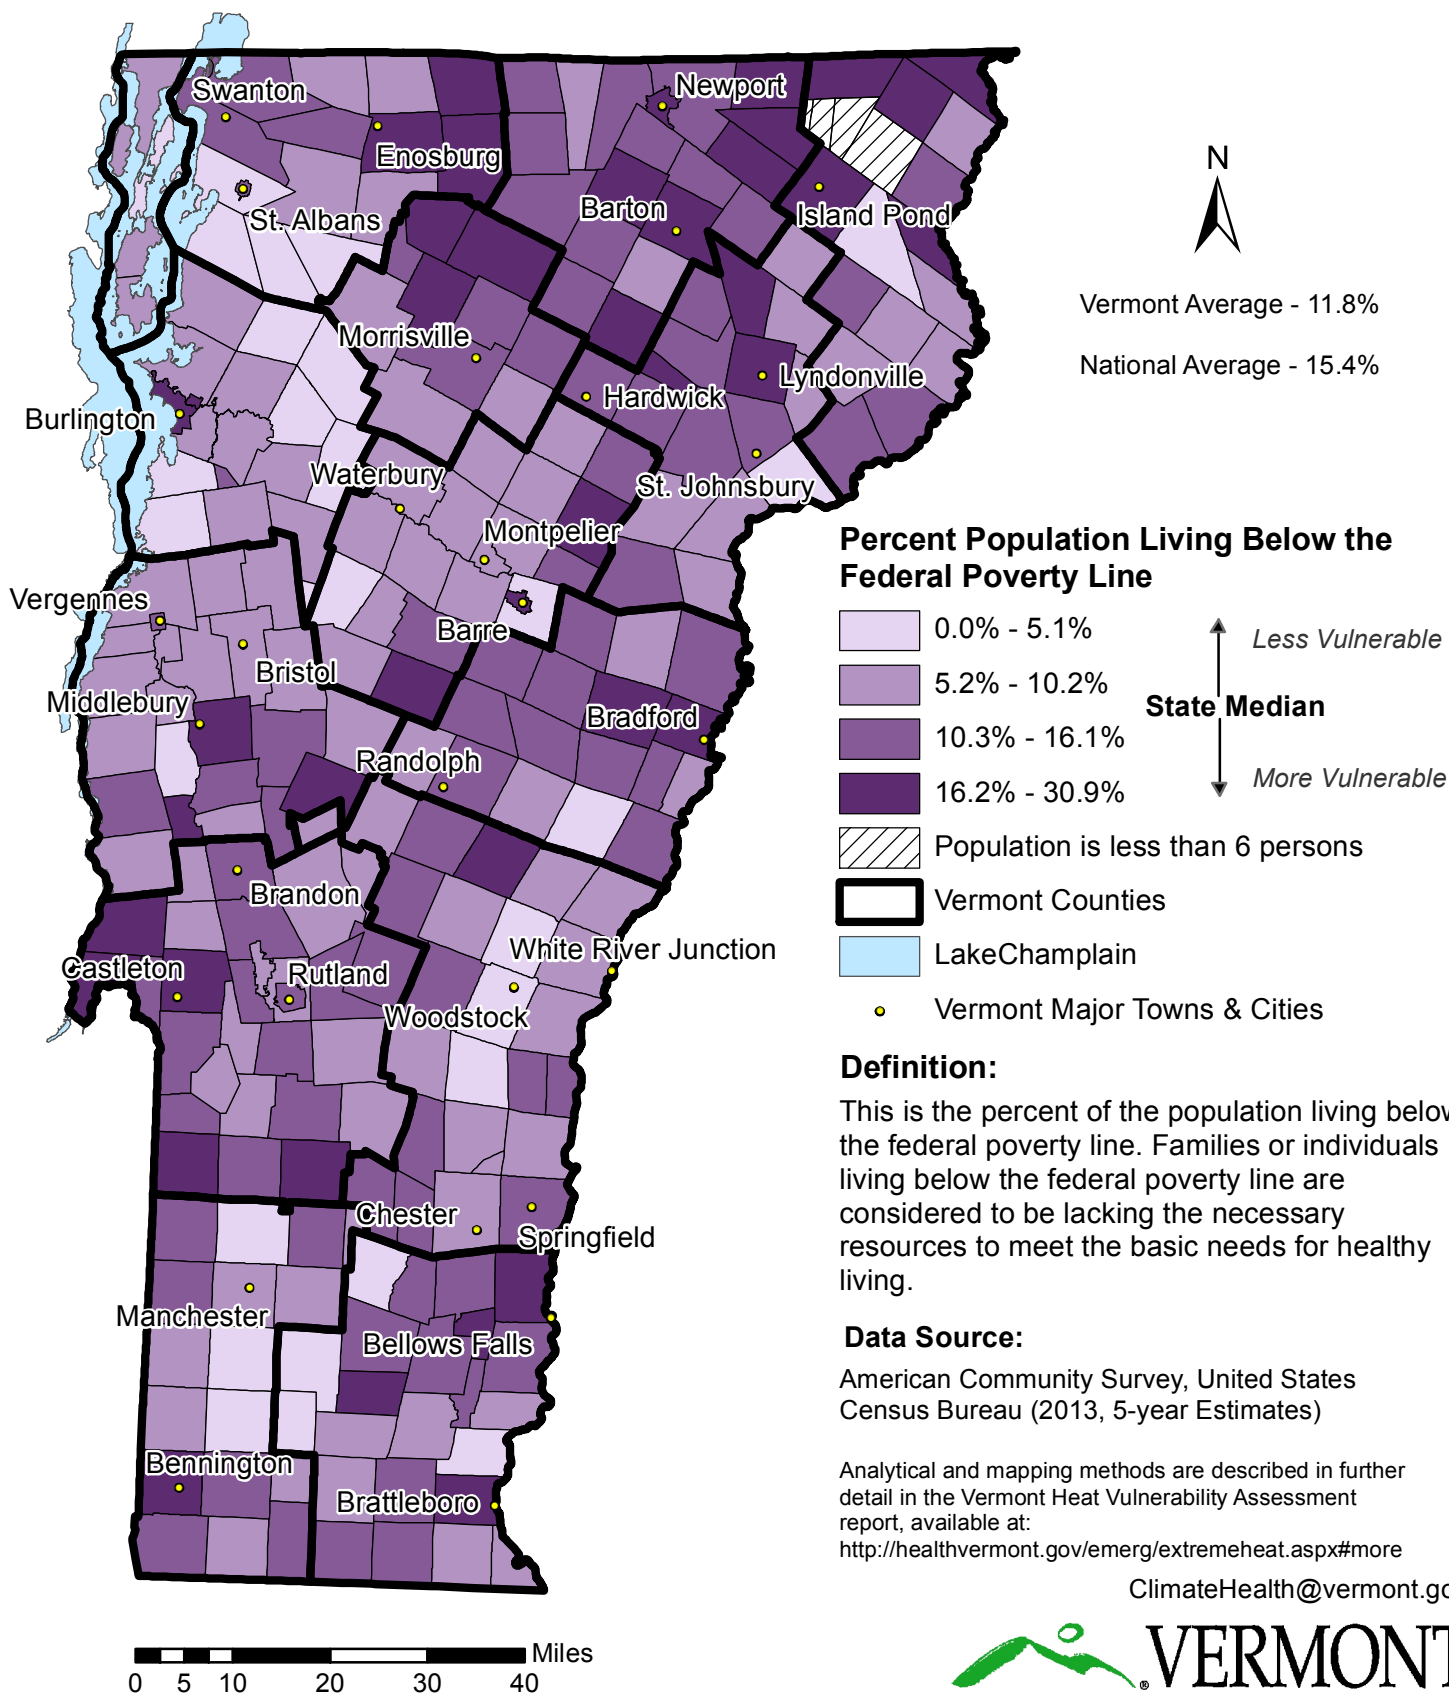 Swanton
Newport
Enosburg
St. Albans
Barton
Island Pond
N
Vermont Average - 11.8%
National Average - 15.4%
Morrisville
Burlington
Hardwick
Lyndonville
Waterbury
St. Johnsbury
Montpelier
Vergennes
Barre
Bristol
Middlebury
Bradford
Randolph
Brandon
White River Junction
Castleton
Rutland
Woodstock
Chester
Springfield
Manchester
Bellows Falls
Bennington
Brattleboro
Percent Population Living Below the
Federal Poverty Line
0.0% - 5.1%
Less Vulnerable
5.2% - 10.2%
State Median
10.3% - 16.1%
More Vulnerable
16.2% - 30.9%
Population is less than 6 persons
Vermont Counties
LakeChamplain
Vermont Major Towns & Cities
Definition:
This is the percent of the population living below
the federal poverty line. Families or individuals
living below the federal poverty line are
considered to be lacking the necessary
resources to meet the basic needs for healthy
living.
Data Source:
American Community Survey, United States
Census Bureau (2013, 5-year Estimates)
Analytical and mapping methods are described in further
detail in the Vermont Heat Vulnerability Assessment
report, available at:
http://healthvermont.gov/emerg/extremeheat.aspx#more
ClimateHealth@vermont.go
VERMONT
®
Miles
0 5 10 20 30 40